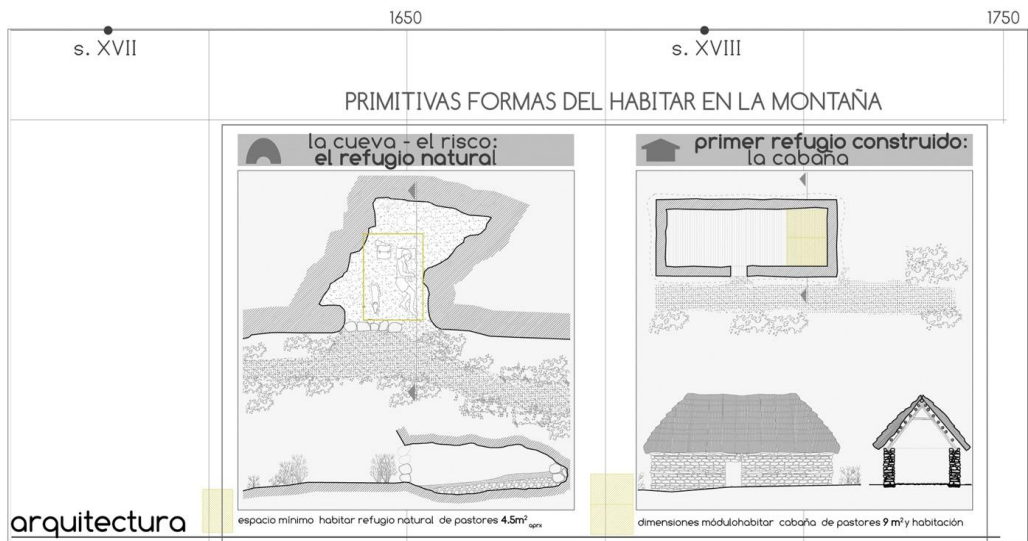 1650
1750
s. XVII
s. XVIII
PRIMITIVAS FORMAS DEL HABITAR EN LA MONTAÑA
la cueva - el risco:
el refugio natural
primer refugio construido:
la cabaña
espacio mínimo habitar refugio natural de pastores 4.5m² aprx
dimensiones módulohabitar cabaña de pastores 9 m² y habitación
arquitectura